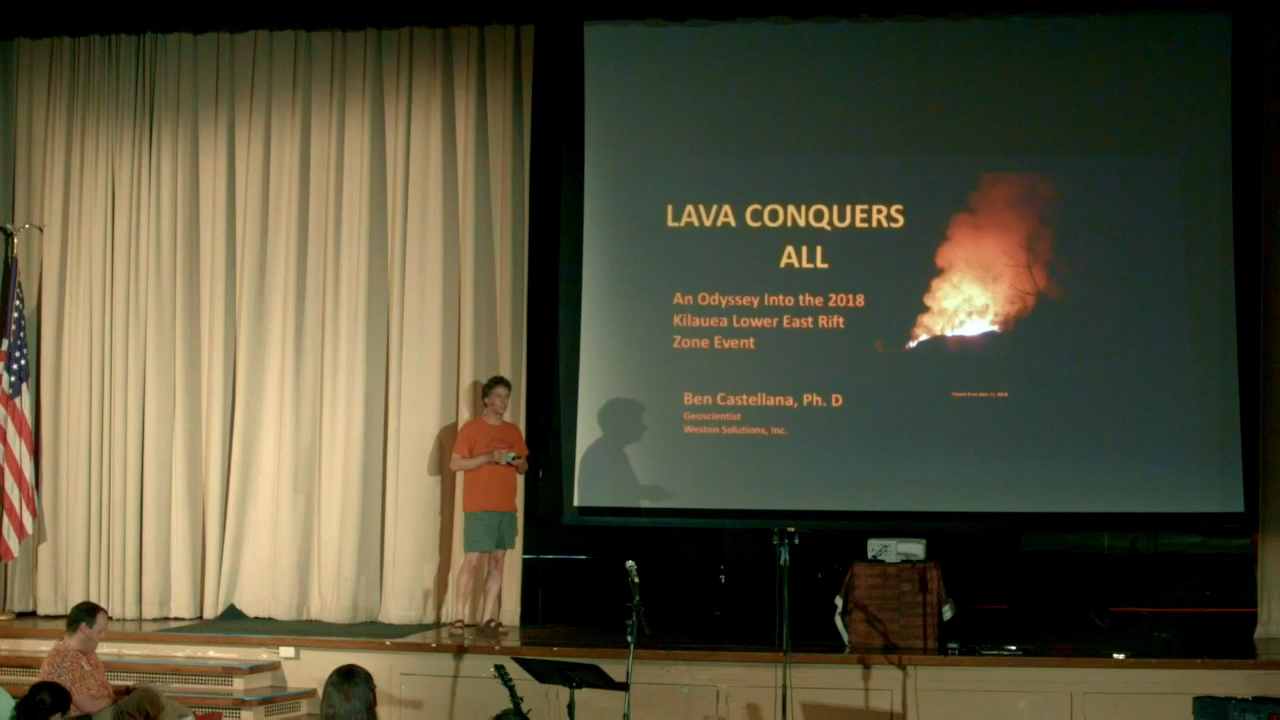 LAVA CONQUERS
ALL
An Odyssey Into the 2018
Kilauea Lower East Rift
Zone Event
Ben Castellana, Ph. D
Geoscientist
Weston Solutions, Inc.